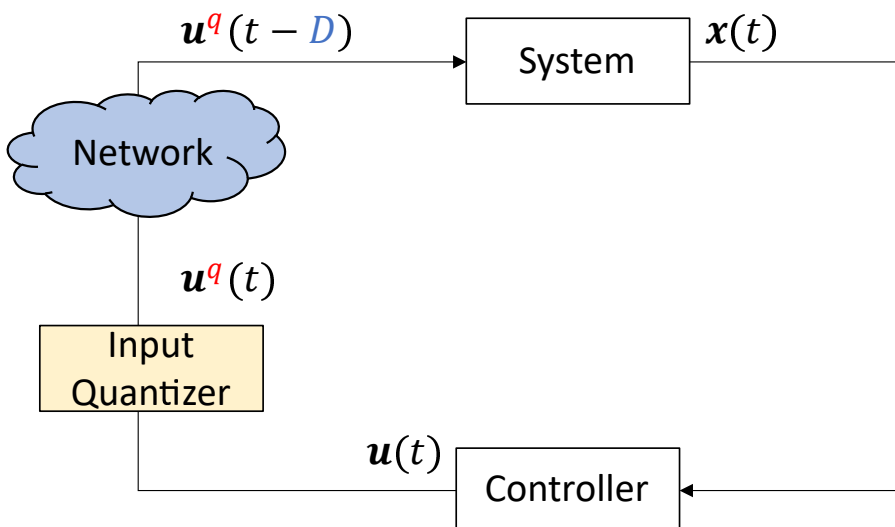 u^q(t − D)
System
x(t)
Network
u^q(t)
Input
Quantizer
u(t)
Controller